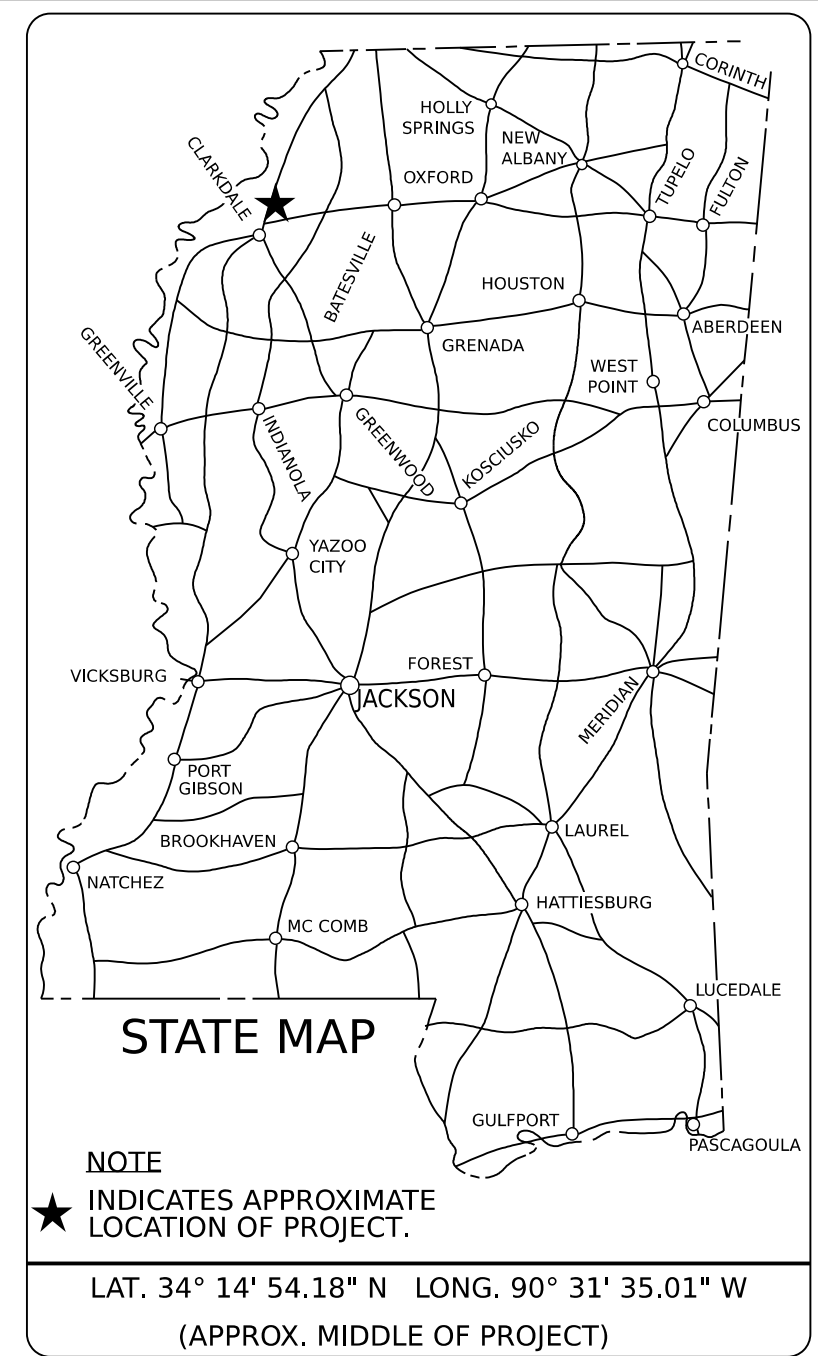 CORINTH
HOLLY
SPRINGS
NEW
ALBANY
CLARKDALE
OXFORD
TUPELO
FULTON
BATESVILLE
HOUSTON
ABERDEEN
GREENVILLE
GRENADA
WEST
POINT
COLUMBUS
INDIANOLA
GREENWOOD
KOSCIUSKO
YAZOO
CITY
VICKSBURG
FOREST
JACKSON
MERIDIAN
PORT
GIBSON
BROOKHAVEN
LAUREL
NATCHEZ
HATTIESBURG
MC COMB
LUCEDALE
STATE MAP
GULFPORT
PASCAGOULA
NOTE
INDICATES APPROXIMATE
LOCATION OF PROJECT.
LAT. 34° 14' 54.18" N LONG. 90° 31' 35.01" W
(APPROX. MIDDLE OF PROJECT)